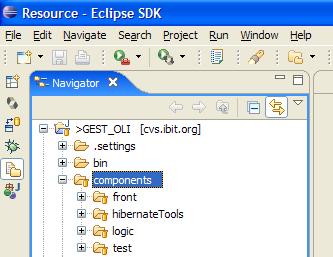 Resource - Eclipse SDK
File Edit Navigate Search Project Run Window Help
Navigator
>GEST_OLI [cvs.ibit.org]
.settings
bin
components
front
hibernateTools
logic
test